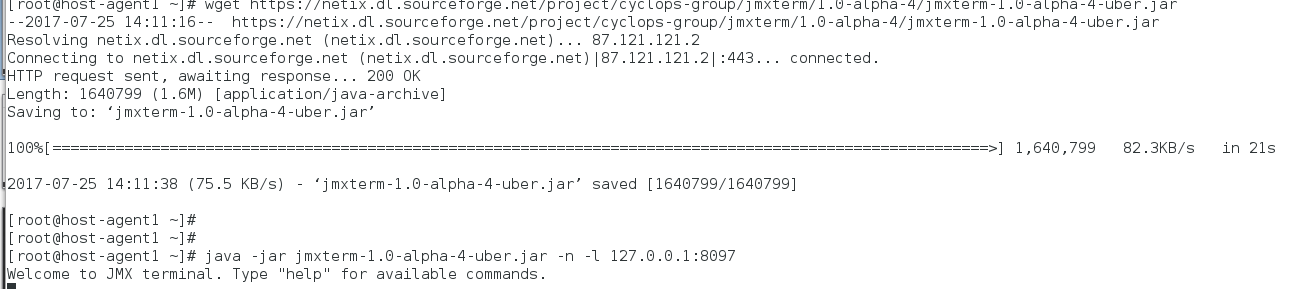 [root@host-agent1 ~]# wget https://netix.dl.sourceforge.net/project/cyclops-group/jmxterm/1.0-alpha-4/jmxterm-1.0-alpha-4-uber.jar
--2017-07-25 14:11:16--  https://netix.dl.sourceforge.net/project/cyclops-group/jmxterm/1.0-alpha-4/jmxterm-1.0-alpha-4-uber.jar
Resolving netix.dl.sourceforge.net (netix.dl.sourceforge.net)... 87.121.121.2
Connecting to netix.dl.sourceforge.net (netix.dl.sourceforge.net)|87.121.121.2|:443... connected.
HTTP request sent, awaiting response... 200 OK
Length: 1640799 (1.6M) [application/java-archive]
Saving to: ‘jmxterm-1.0-alpha-4-uber.jar’
100%[========================================================================================================>] 1,640,799   82.3KB/s   in 21s
2017-07-25 14:11:38 (75.5 KB/s) - ‘jmxterm-1.0-alpha-4-uber.jar’ saved [1640799/1640799]
[root@host-agent1 ~]#
[root@host-agent1 ~]#
[root@host-agent1 ~]# java -jar jmxterm-1.0-alpha-4-uber.jar -n -l 127.0.0.1:8097
Welcome to JMX terminal. Type "help" for available commands.